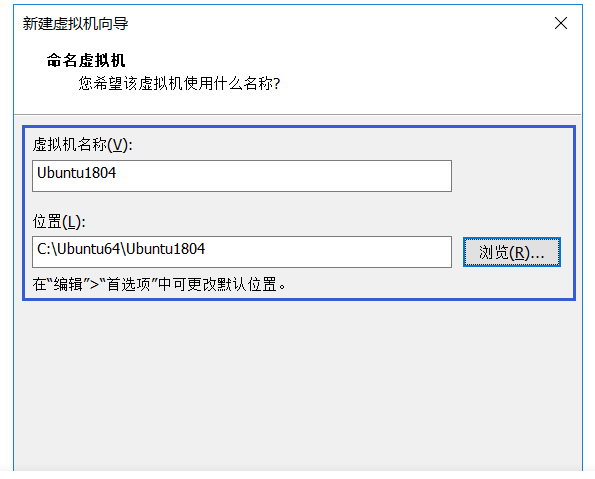 新建虚拟机向导
命名虚拟机
您希望该虚拟机使用什么名称?
虚拟机名称(V):
Ubuntu1804
位置(L):
C:\Ubuntu64\Ubuntu1804
浏览(R)...
在“编辑”>“首选项”中可更改默认位置。